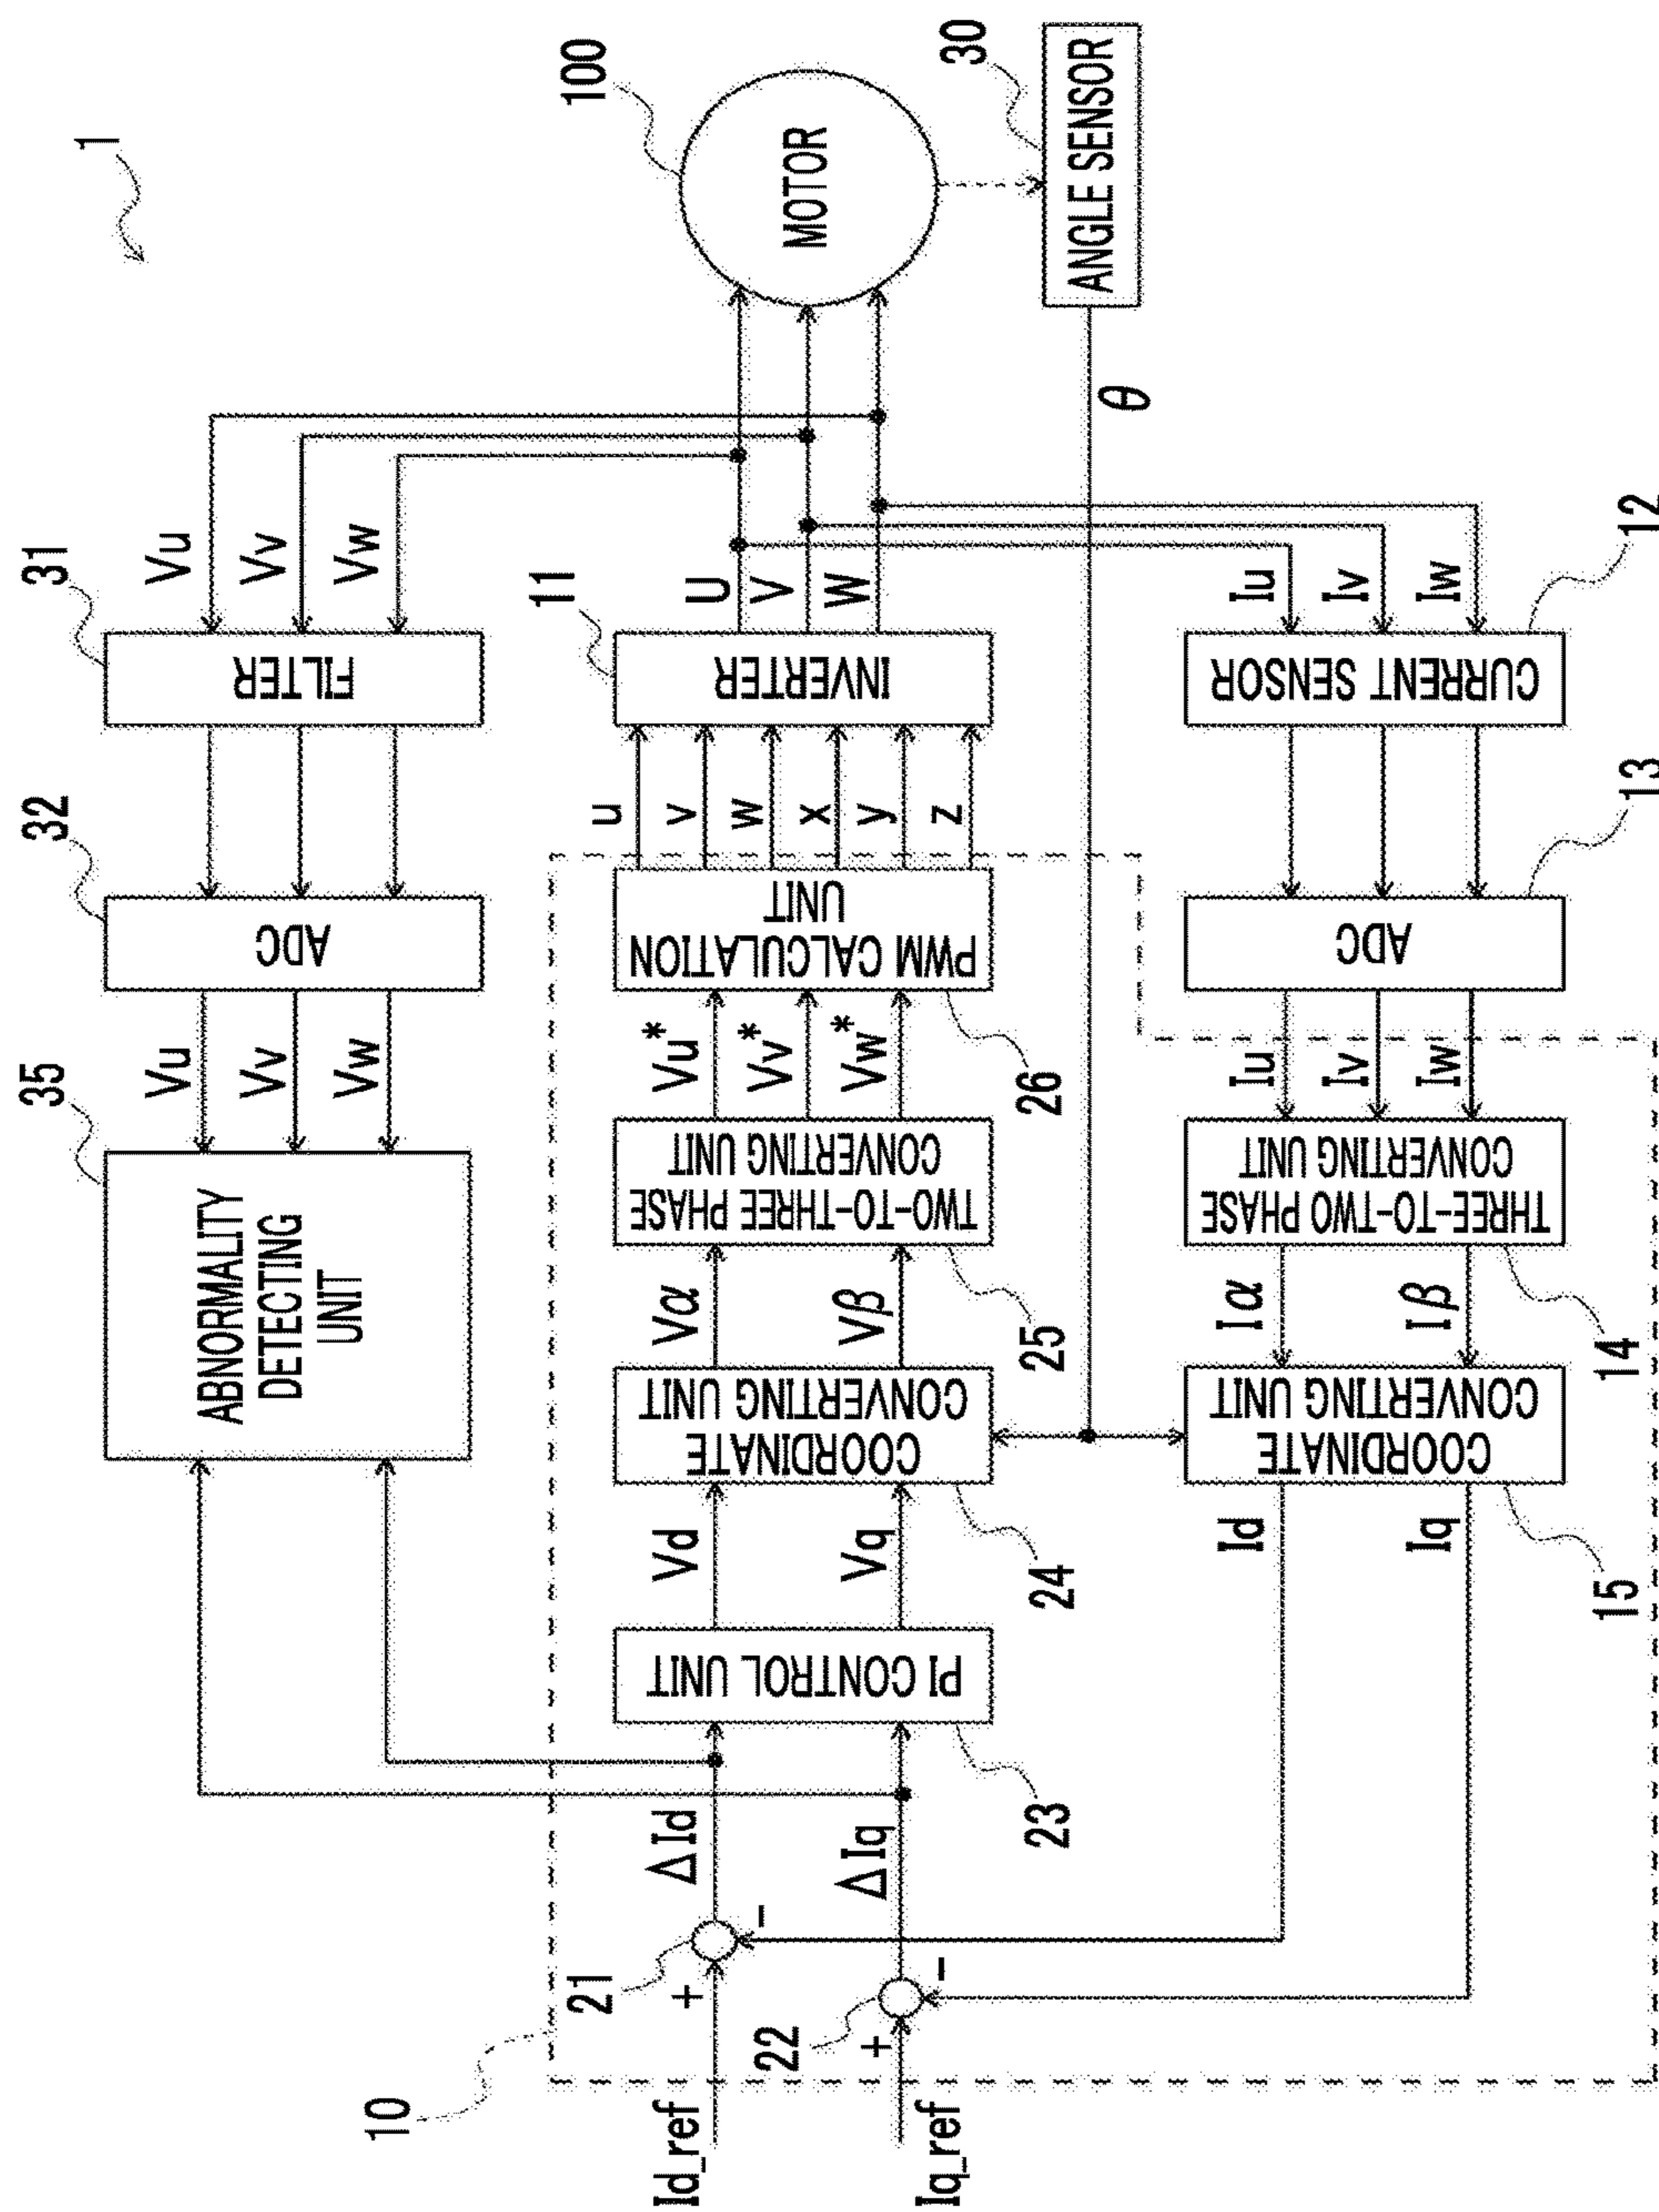 1
100
MOTOR
30
ANGLE SENSOR
θ
31
FILTER
Vu
Vv
Vw
32
ADC
Vu
Vv
Vw
35
ABNORMALITY
DETECTING
UNIT
11
INVERTER
U
V
W
u
v
w
x
y
z
PWM CALCULATION
UNIT
26
Vu*
Vv*
Vw*
TWO-TO-THREE PHASE
CONVERTING UNIT
25
Vα
Vβ
COORDINATE
CONVERTING UNIT
24
Vd
Vq
PI CONTROL UNIT
23
ΔId
ΔIq
21
+
-
22
+
-
10
Id_ref
Iq_ref
12
CURRENT SENSOR
Iu
Iv
Iw
13
ADC
Iu
Iv
Iw
THREE-TO-TWO PHASE
CONVERTING UNIT
14
Iα
Iβ
COORDINATE
CONVERTING UNIT
15
Id
Iq